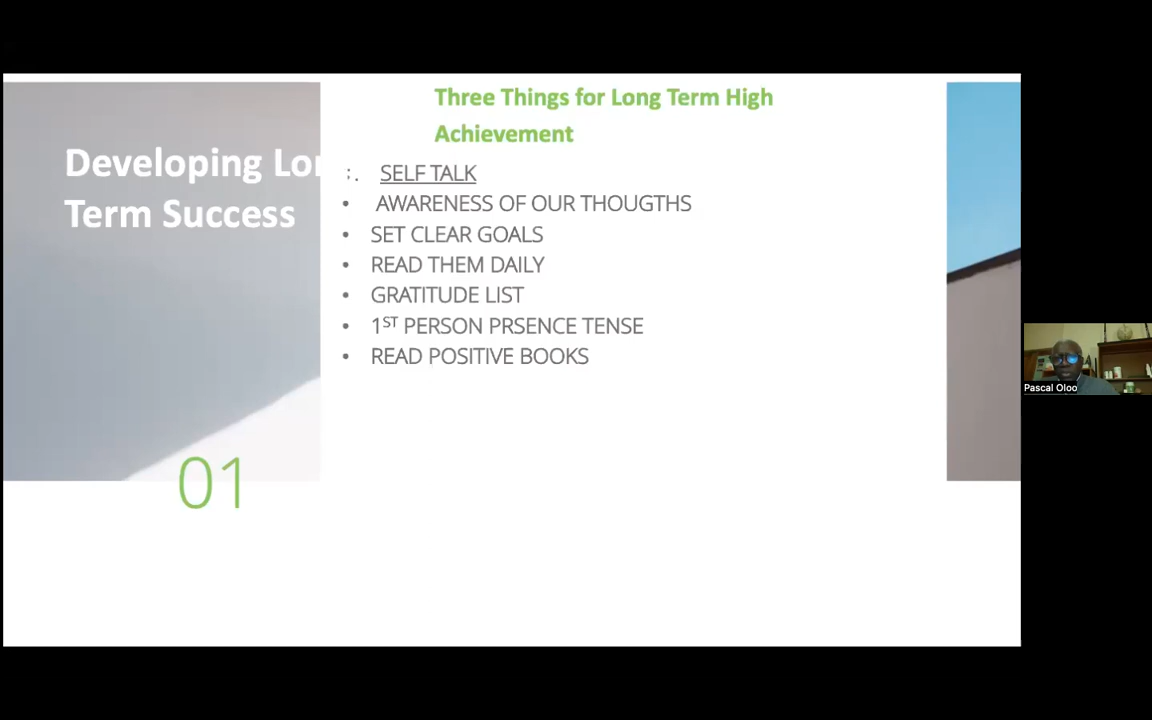 Developing Lon
Term Success
01
Three Things for Long Term High
Achievement
:. SELF TALK
• AWARENESS OF OUR THOUGTHS
• SET CLEAR GOALS
• READ THEM DAILY
• GRATITUDE LIST
• 1ST PERSON PRSENCE TENSE
• READ POSITIVE BOOKS
Pascal Oloo